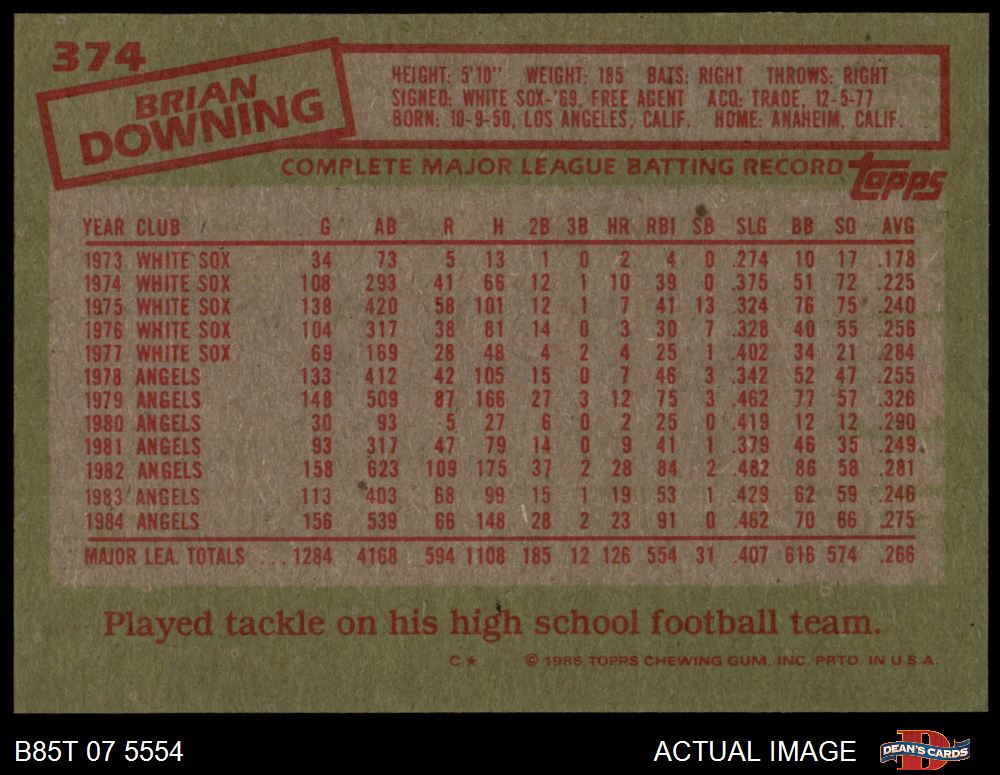 374
BRIAN
DOWNING
HEIGHT: 5'10" WEIGHT: 185 BATS: RIGHT THROWS: RIGHT
SIGNED: WHITE SOX-'69, FREE AGENT ACQ: TRADE, 12-5-77
BORN: 10-9-50, LOS ANGELES, CALIF. HOME: ANAHEIM, CALIF.
COMPLETE MAJOR LEAGUE BATTING RECORD topps
YEAR CLUB G AB R H 2B 3B HR RBI SB SLG BB SO AVG
1973 WHITE SOX 34 73 5 13 1 0 2 4 0 .274 10 17 .178
1974 WHITE SOX 108 293 41 66 12 1 10 39 0 .375 51 72 .225
1975 WHITE SOX 138 420 58 101 12 1 7 41 13 .324 76 75 .240
1976 WHITE SOX 104 317 38 81 14 0 3 30 7 .328 40 55 .256
1977 WHITE SOX 69 169 28 48 4 2 4 25 1 .402 34 21 .284
1978 ANGELS 133 412 42 105 15 0 7 46 3 .342 52 47 .255
1979 ANGELS 148 509 87 166 27 3 12 75 3 .462 77 57 .326
1980 ANGELS 30 93 5 27 6 0 2 25 0 .419 12 12 .290
1981 ANGELS 93 317 47 79 14 0 9 41 1 .379 46 35 .249
1982 ANGELS 158 623 109 175 37 2 28 84 2 .482 86 58 .281
1983 ANGELS 113 403 68 99 15 1 19 53 1 .429 62 59 .246
1984 ANGELS 156 539 66 148 28 2 23 91 0 .462 70 66 .275
MAJOR LEA. TOTALS ... 1284 4168 594 1108 185 12 126 554 31 .407 616 574 .266
Played tackle on his high school football team.
C* © 1985 TOPPS CHEWING GUM, INC. PRTD. IN U.S.A.
B85T 07 5554 ACTUAL IMAGE D DEAN'S CARDS